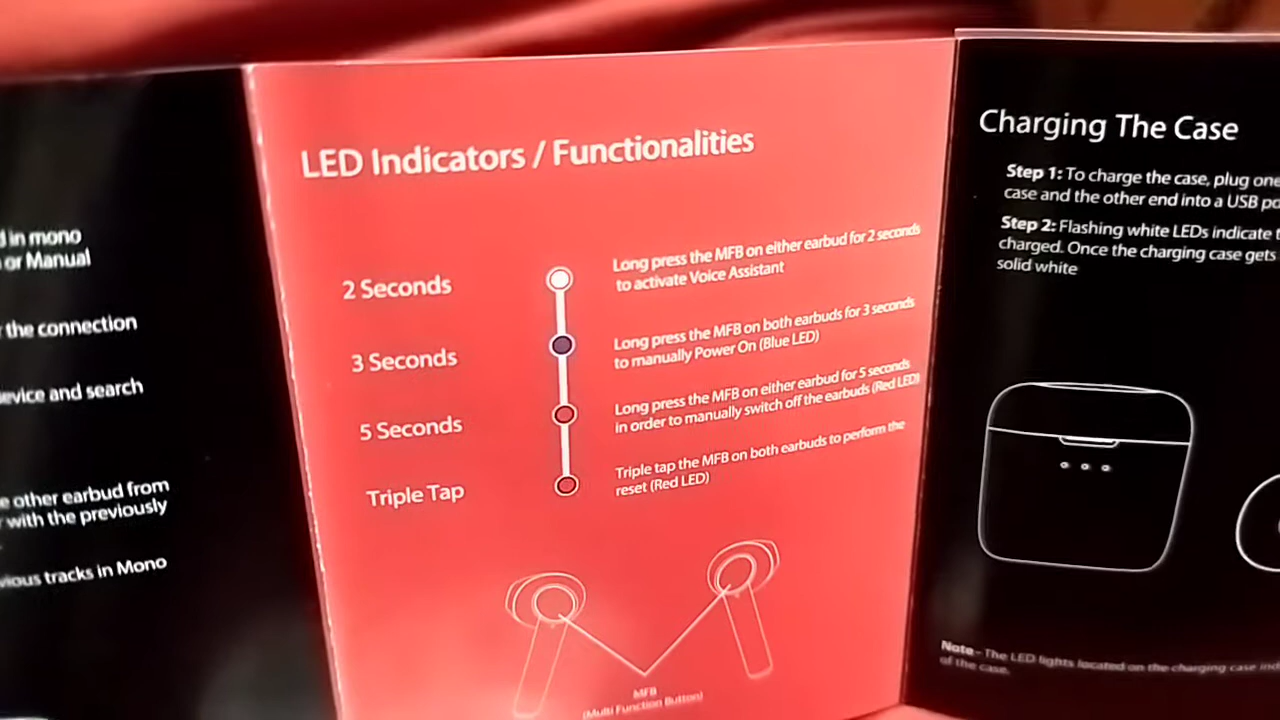 d in mono
or Manual
the connection
device and search
other earbud from
with the previously
vious tracks in Mono
LED Indicators / Functionalities
2 Seconds
Long press the MFB on either earbud for 2 seconds
to activate Voice Assistant
3 Seconds
Long press the MFB on both earbuds for 3 seconds
to manually Power On (Blue LED)
5 Seconds
Long press the MFB on either earbud for 5 seconds
in order to manually switch off the earbuds (Red LED)
Triple Tap
Triple tap the MFB on both earbuds to perform the
reset (Red LED)
MFB
(Multi Function Button)
Charging The Case
Step 1: To charge the case, plug one
case and the other end into a USB po
Step 2: Flashing white LEDs indicate t
charged. Once the charging case gets
solid white
Note - The LED lights located on the charging case ind
of the case.